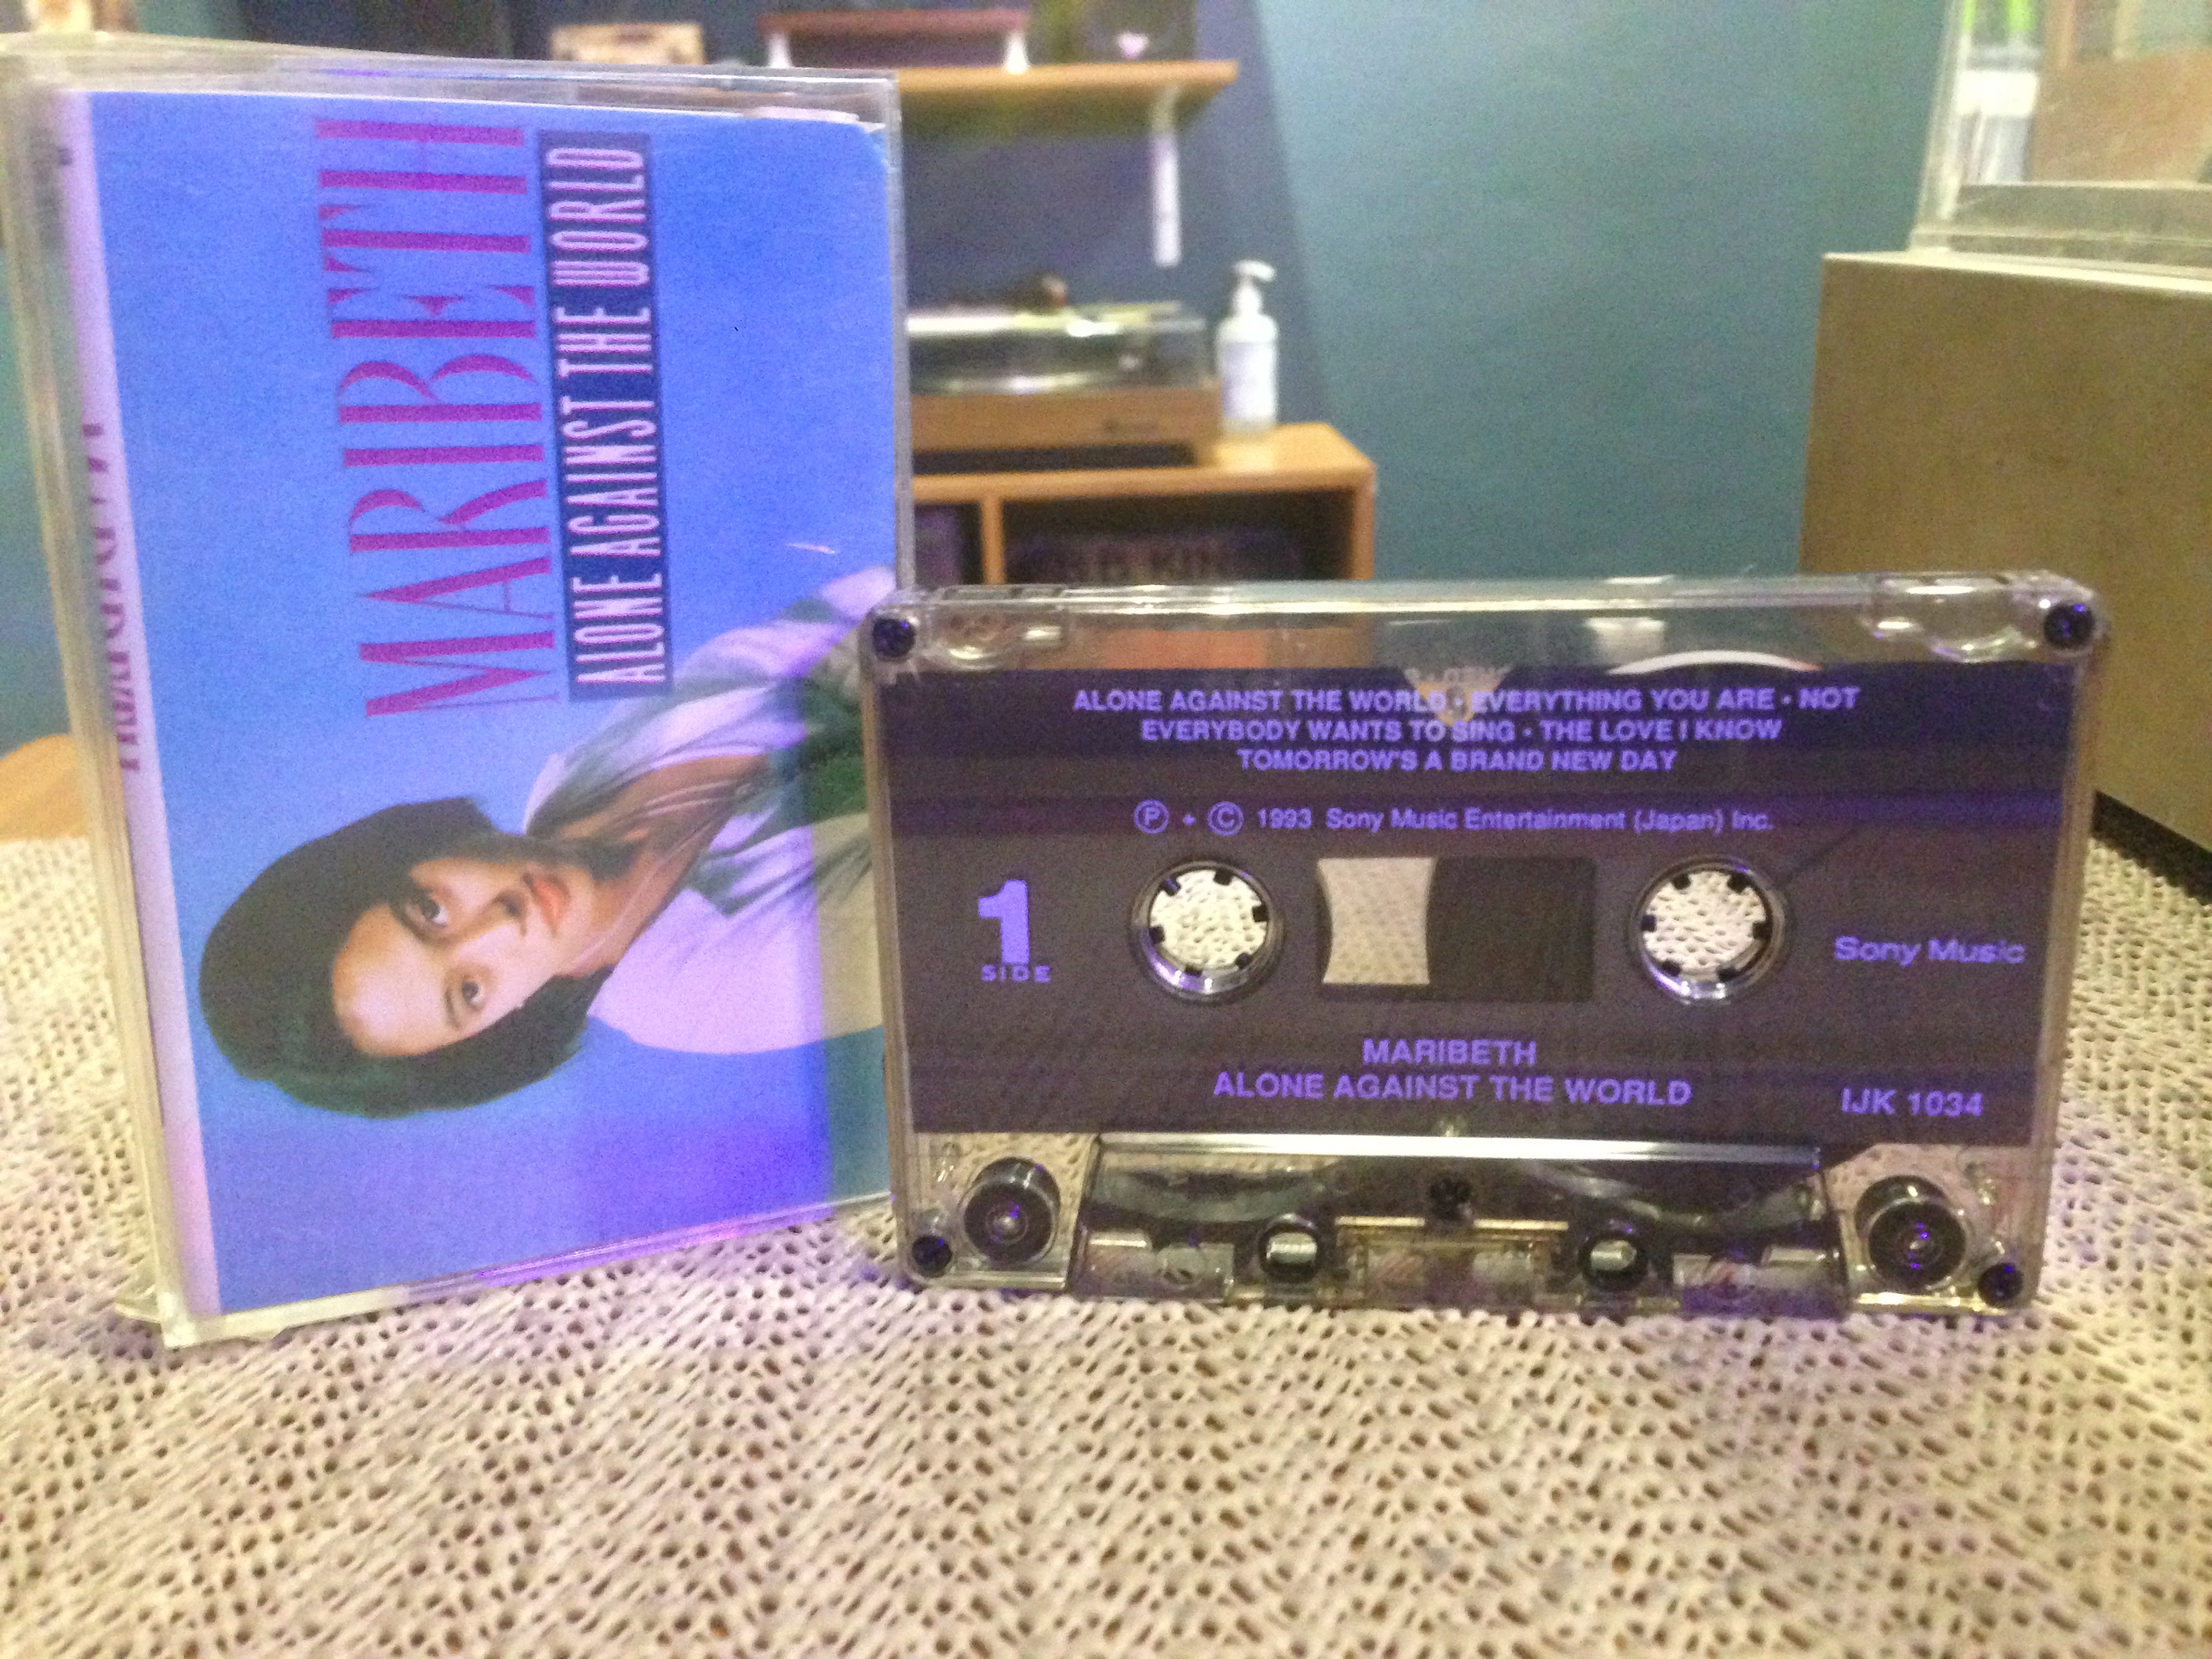 MARIBETH
ALONE AGAINST THE WORLD
ALONE AGAINST THE WORLD • EVERYTHING YOU ARE • NOT
EVERYBODY WANTS TO SING • THE LOVE I KNOW
TOMORROW'S A BRAND NEW DAY
Ⓟ + © 1993 Sony Music Entertainment (Japan) Inc.
1
SIDE
Sony Music
MARIBETH
ALONE AGAINST THE WORLD
IJK 1034